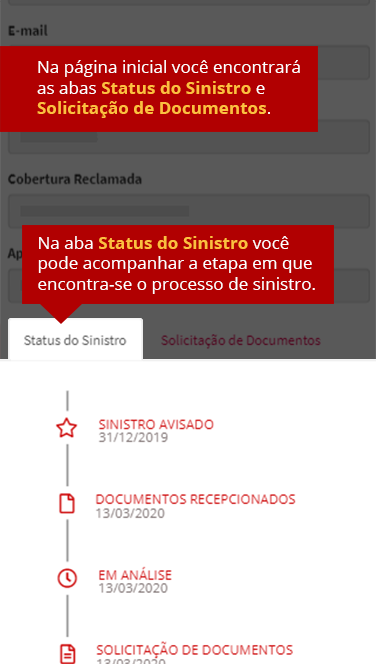 E-mail
Na página inicial você encontrará
as abas Status do Sinistro e
Solicitação de Documentos.
Cobertura Reclamada
Na aba Status do Sinistro você
pode acompanhar a etapa em que
encontra-se o processo de sinistro.
Status do Sinistro
Solicitação de Documentos
SINISTRO AVISADO
31/12/2019
DOCUMENTOS RECEPCIONADOS
13/03/2020
EM ANÁLISE
13/03/2020
SOLICITAÇÃO DE DOCUMENTOS
13/03/2020